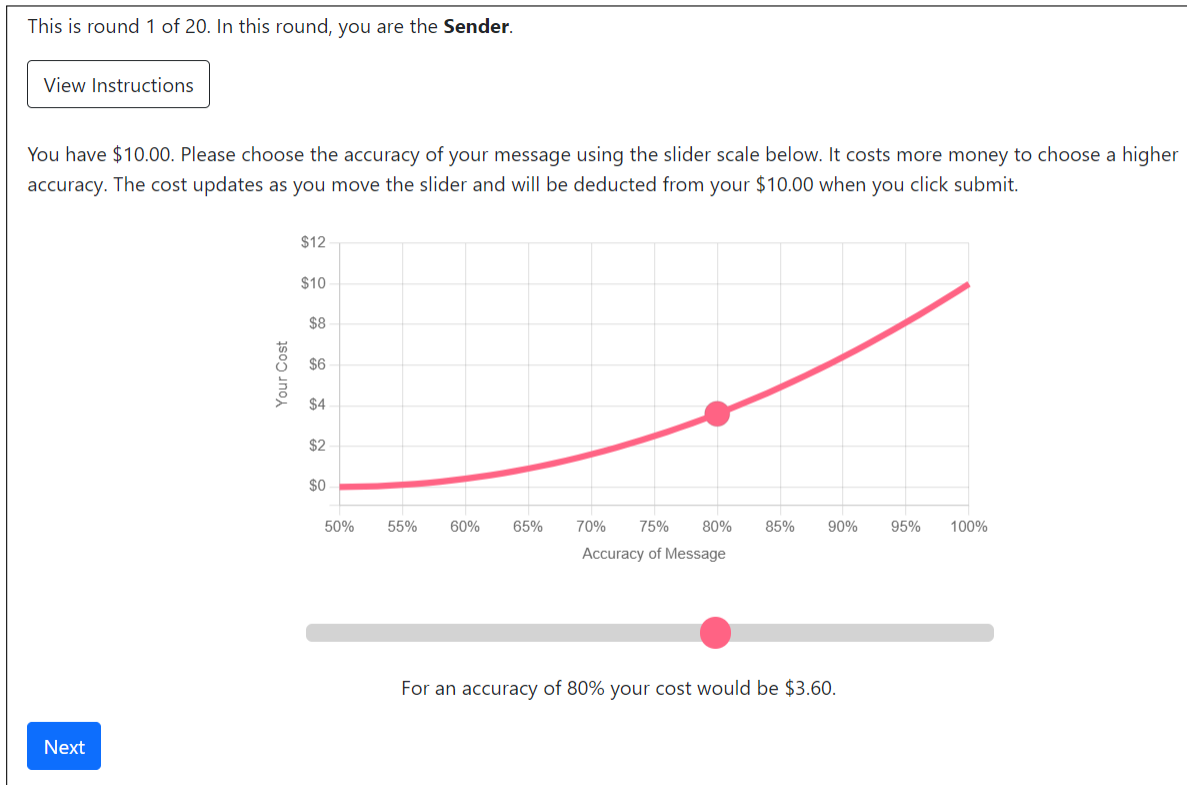 This is round 1 of 20. In this round, you are the Sender.
View Instructions
You have $10.00. Please choose the accuracy of your message using the slider scale below. It costs more money to choose a higher
accuracy. The cost updates as you move the slider and will be deducted from your $10.00 when you click submit.
$12
$10
$8
$6
$4
$2
$0
Your Cost
50% 55% 60% 65% 70% 75% 80% 85% 90% 95% 100%
Accuracy of Message
For an accuracy of 80% your cost would be $3.60.
Next